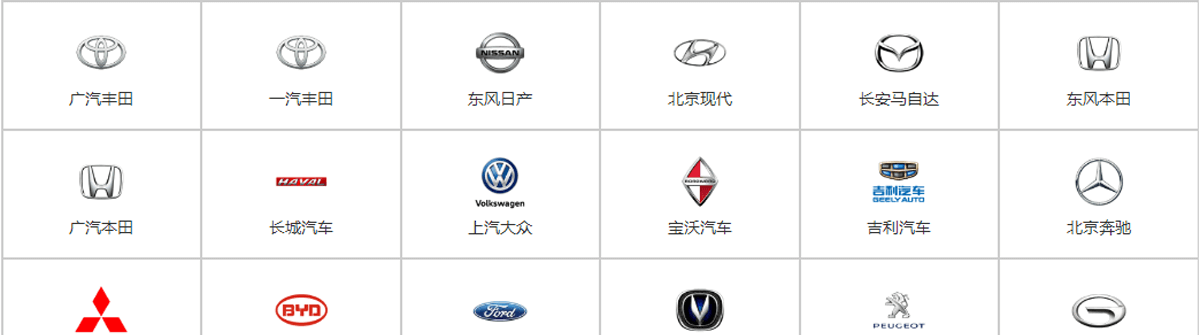 NISSAN
广汽丰田
一汽丰田
东风日产
北京现代
长安马自达
东风本田
HAVAL
Volkswagen
BORGWARD
吉利汽车
GEELY AUTO
广汽本田
长城汽车
上汽大众
宝沃汽车
吉利汽车
北京奔驰
BYD
Ford
PEUGEOT